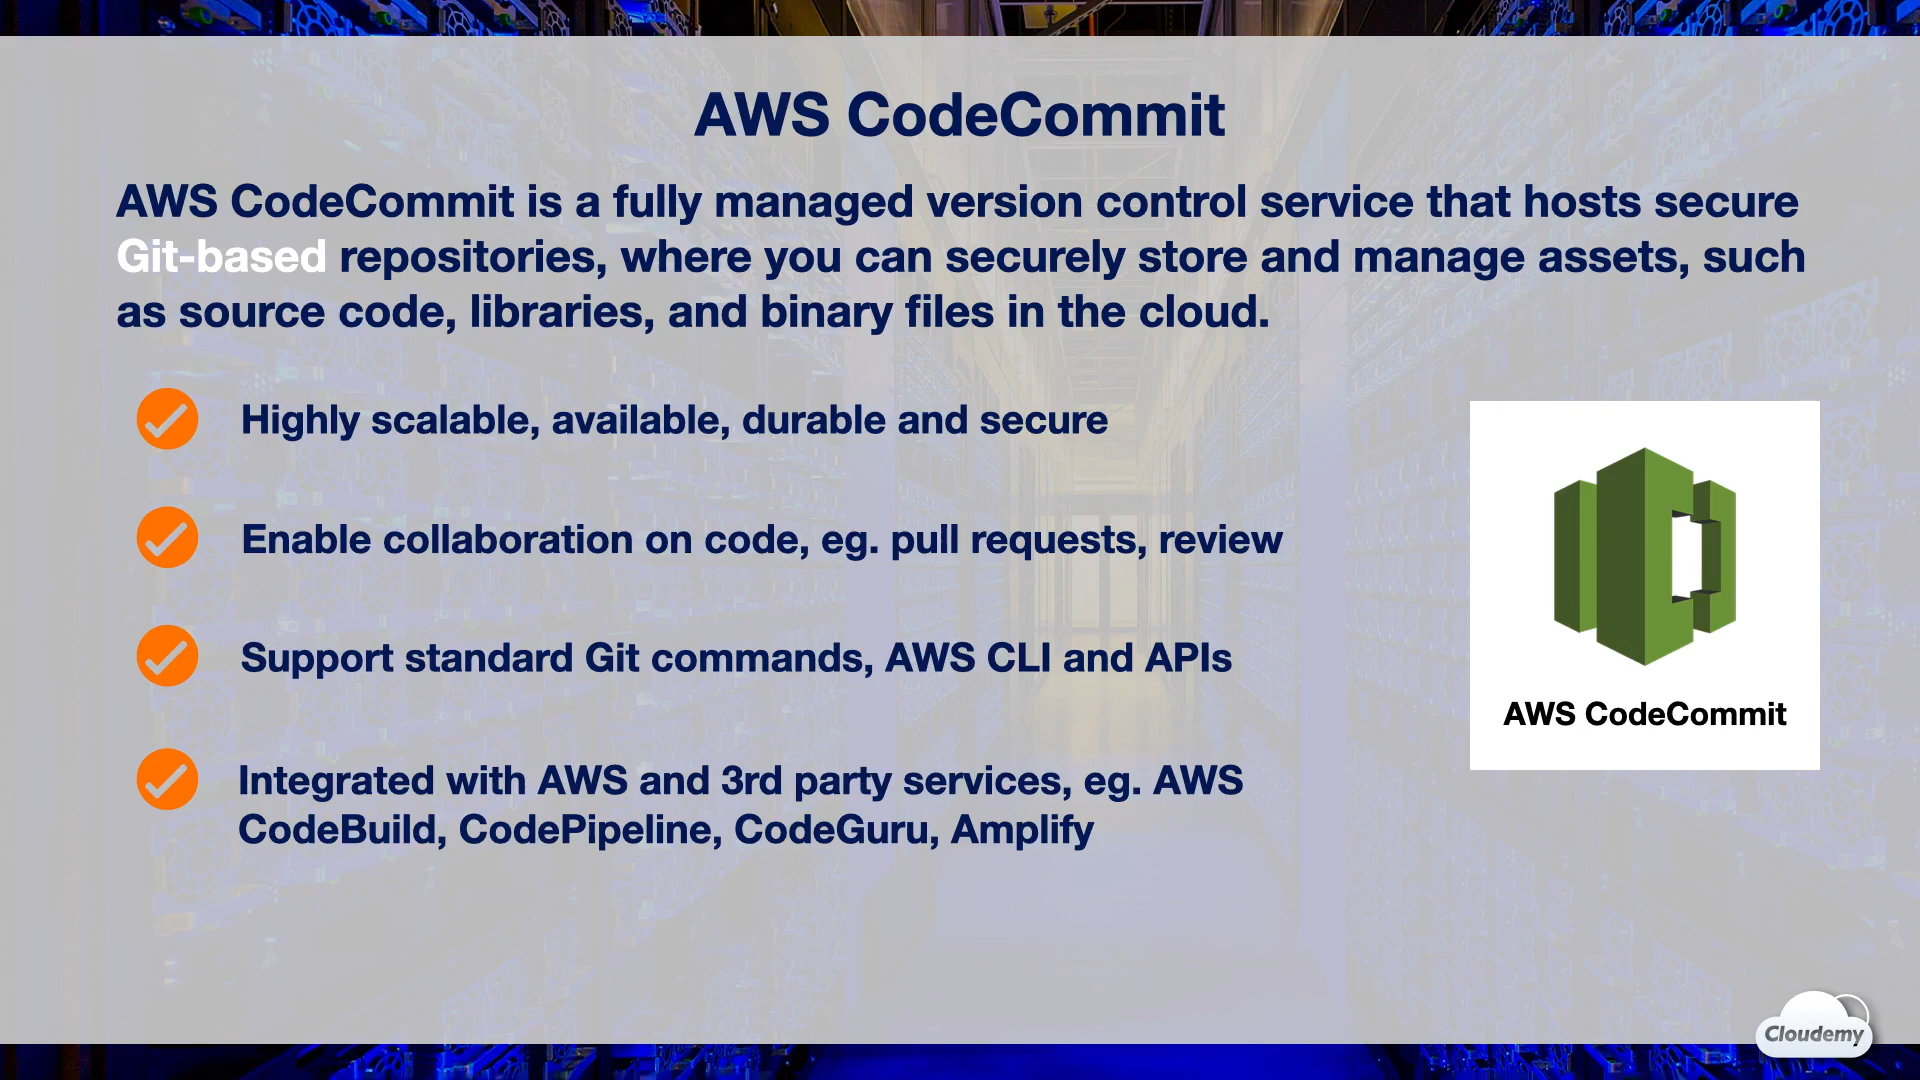 AWS CodeCommit
AWS CodeCommit is a fully managed version control service that hosts secure
Git-based repositories, where you can securely store and manage assets, such
as source code, libraries, and binary files in the cloud.
Highly scalable, available, durable and secure
Enable collaboration on code, eg. pull requests, review
Support standard Git commands, AWS CLI and APIs
Integrated with AWS and 3rd party services, eg. AWS
CodeBuild, CodePipeline, CodeGuru, Amplify
AWS CodeCommit
Cloudemy